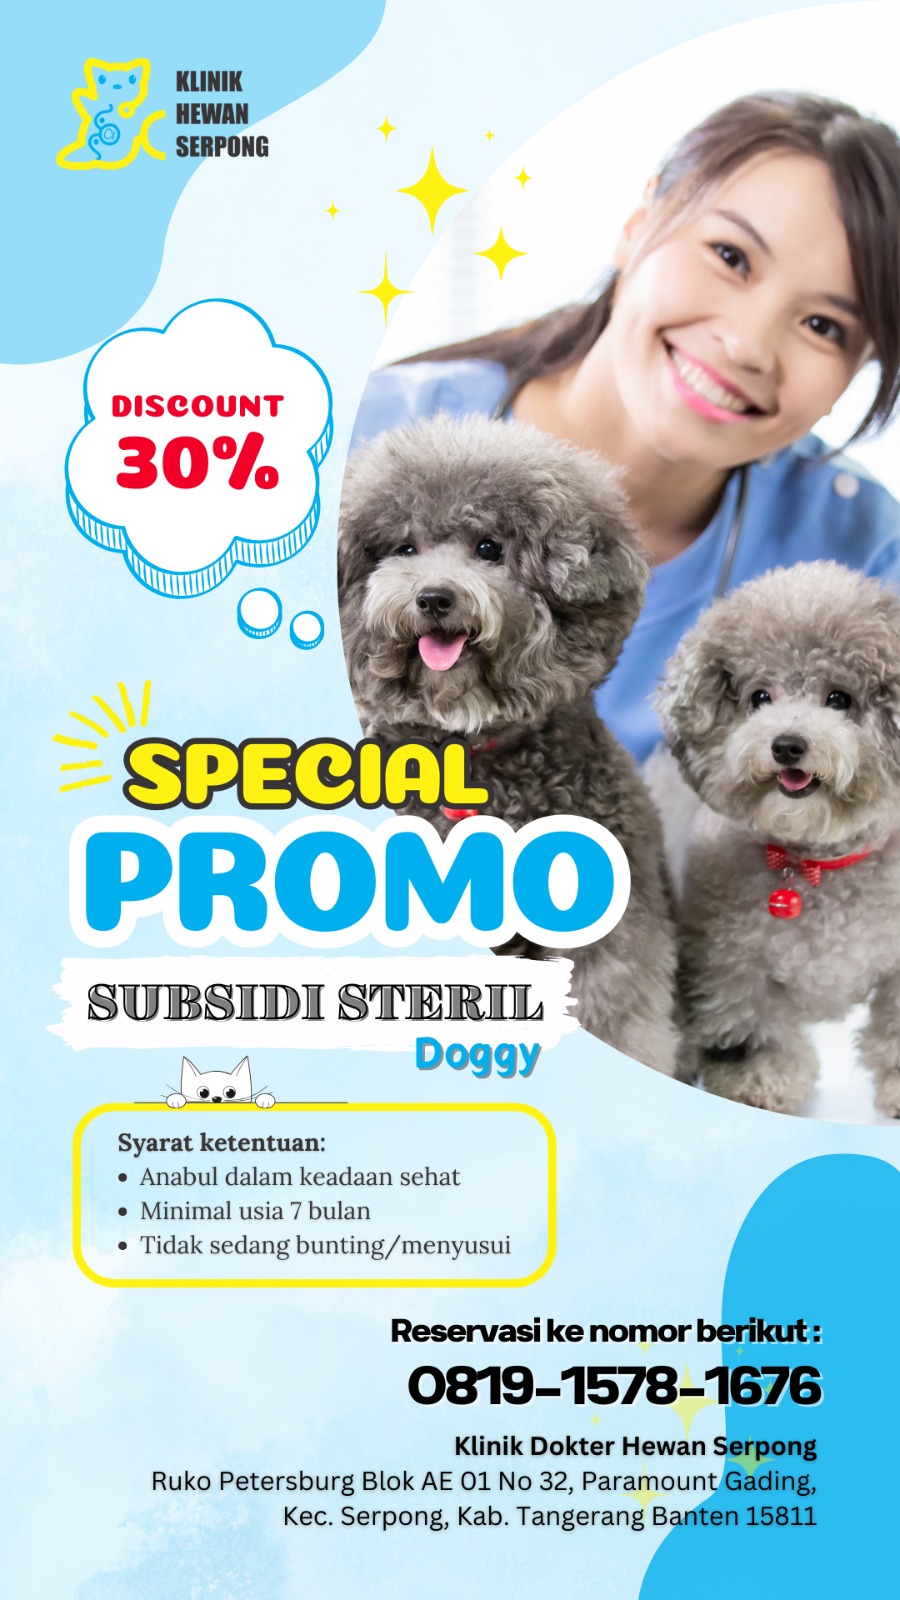 KLINIK
HEWAN
SERPONG
DISCOUNT
30%
SPECIAL
PROMO
SUBSIDI STERIL
Doggy
Syarat ketentuan:
• Anabul dalam keadaan sehat
• Minimal usia 7 bulan
• Tidak sedang bunting/menyusui
Reservasi ke nomor berikut :
0819-1578-1676
Klinik Dokter Hewan Serpong
Ruko Petersburg Blok AE 01 No 32, Paramount Gading,
Kec. Serpong, Kab. Tangerang Banten 15811